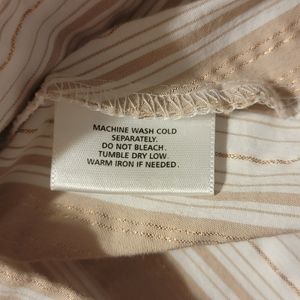 MACHINE WASH COLD
SEPARATELY.
DO NOT BLEACH.
TUMBLE DRY LOW
WARM IRON IF NEEDED.